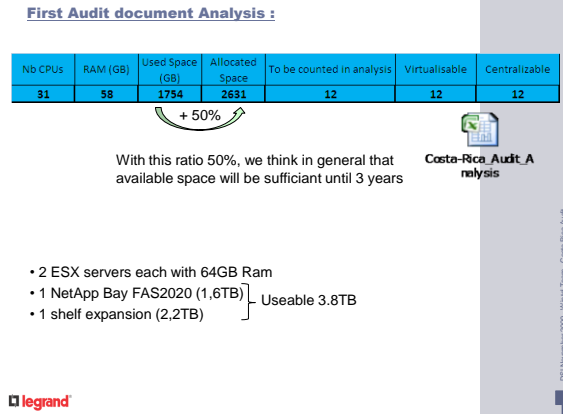 First Audit document Analysis :
Nb CPUs RAM (GB) Used Space (GB) Allocated Space To be counted in analysis Virtualisable Centralizable
31 58 1754 2631 12 12 12
+ 50%
With this ratio 50%, we think in general that
available space will be sufficiant until 3 years
Costa-Rica_Audit_A
nalysis
• 2 ESX servers each with 64GB Ram
• 1 NetApp Bay FAS2020 (1,6TB)
• 1 shelf expansion (2,2TB)
Useable 3.8TB
legrand